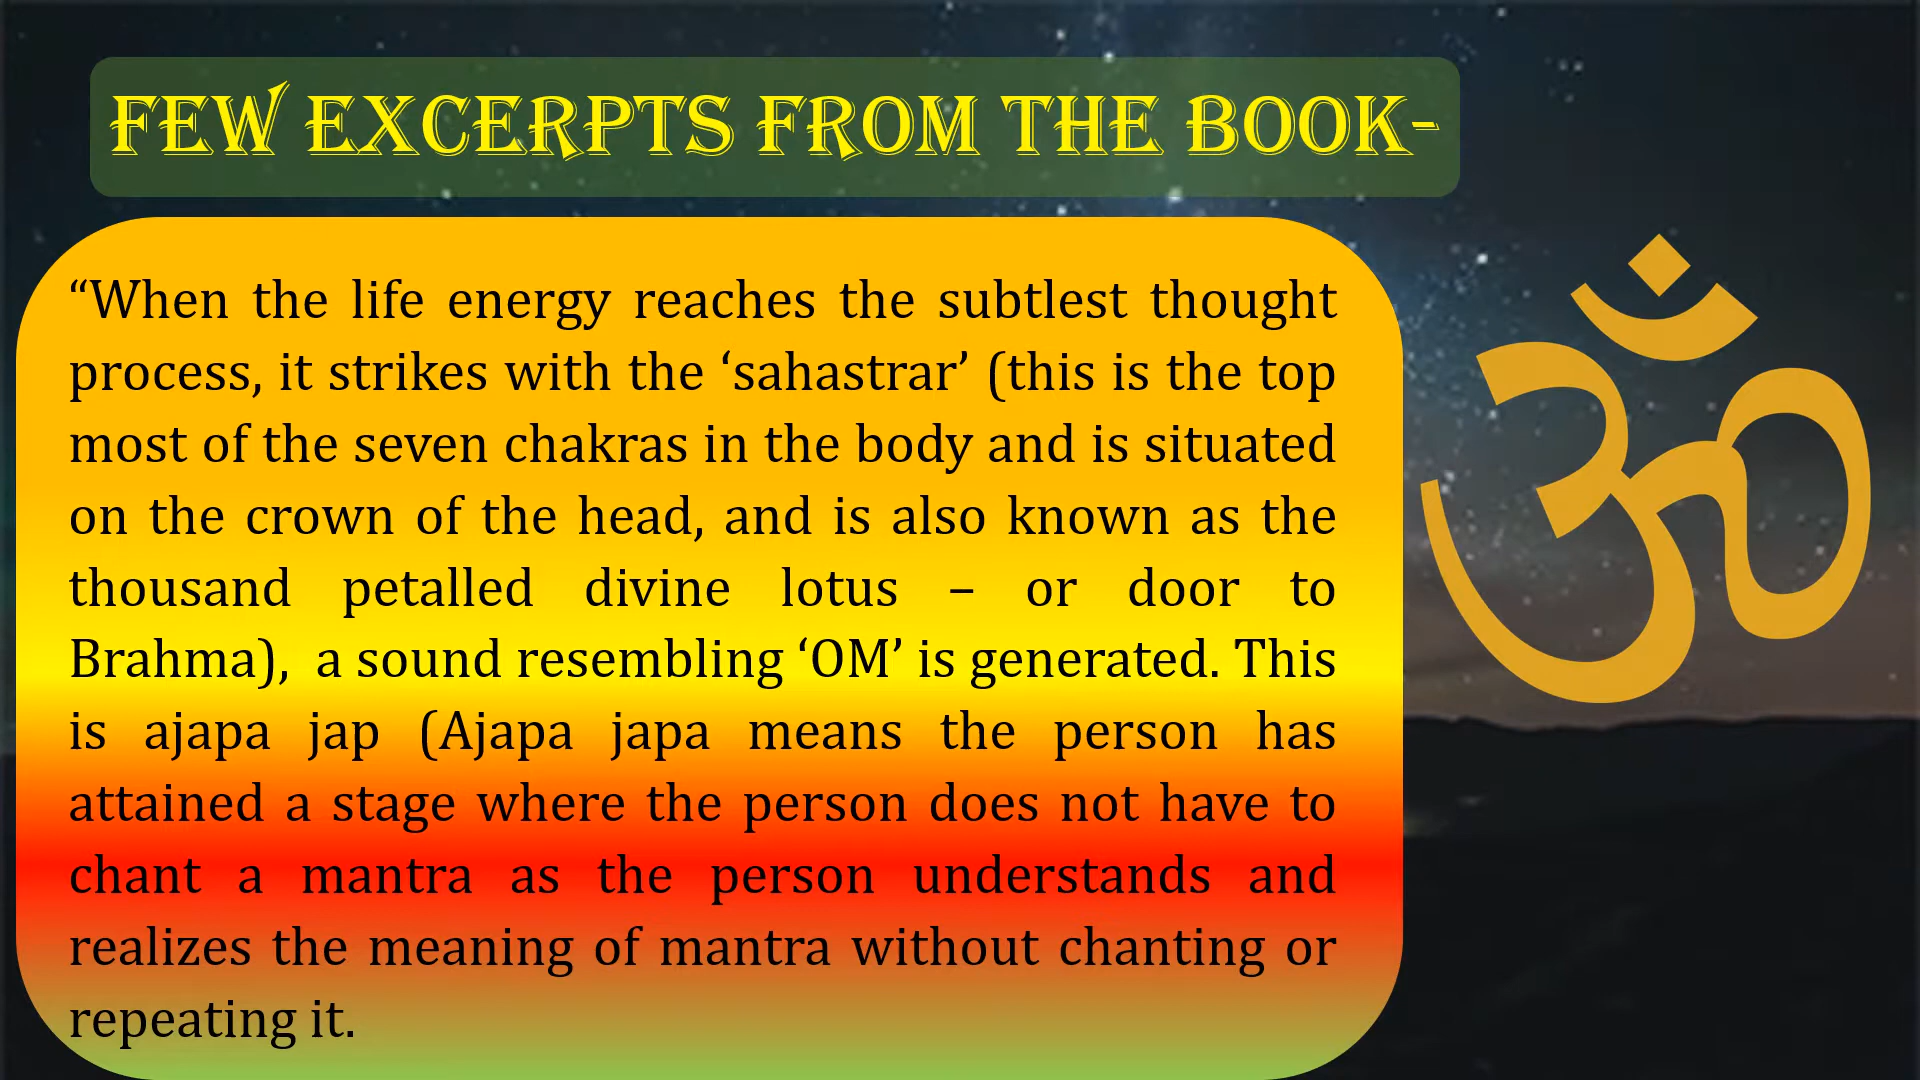 FEW EXCERPTS FROM THE BOOK-
“When the life energy reaches the subtlest thought
process, it strikes with the ‘sahastrar’ (this is the top
most of the seven chakras in the body and is situated
on the crown of the head, and is also known as the
thousand petalled divine lotus – or door to
Brahma),  a sound resembling ‘OM’ is generated. This
is ajapa jap (Ajapa japa means the person has
attained a stage where the person does not have to
chant a mantra as the person understands and
realizes the meaning of mantra without chanting or
repeating it.
ॐ